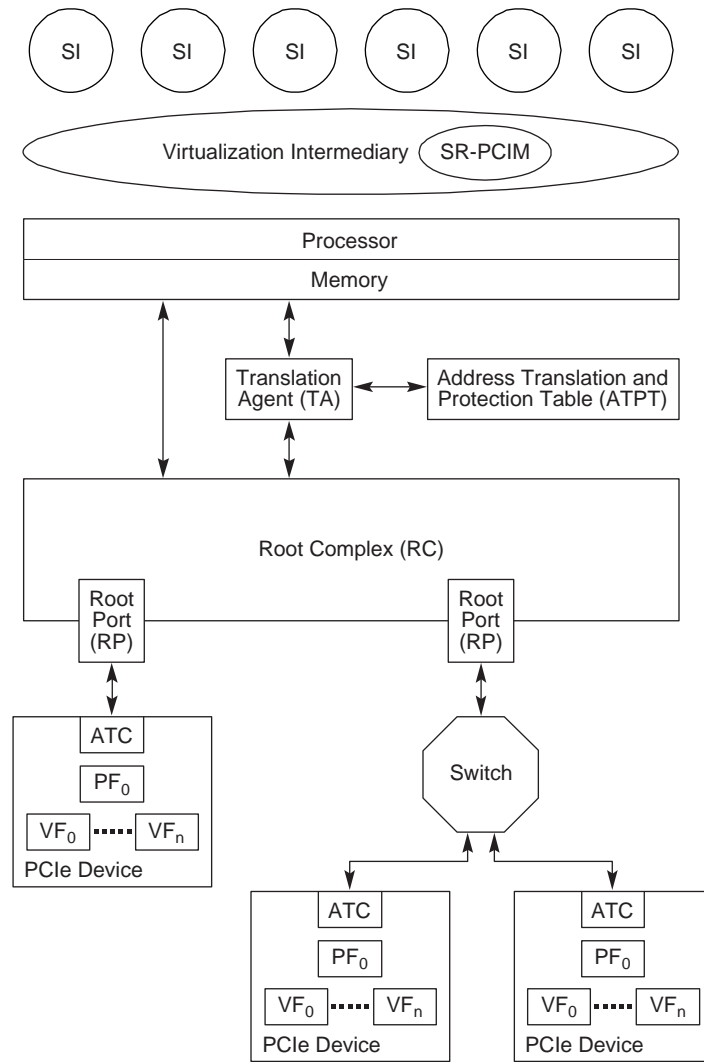 SI SI SI SI SI SI
Virtualization Intermediary SR-PCIM
Processor
Memory
Translation
Agent (TA)
Address Translation and
Protection Table (ATPT)
Root Complex (RC)
Root
Port
(RP)
Root
Port
(RP)
ATC
PF0
VF0 VFn
PCIe Device
Switch
ATC
PF0
VF0 VFn
PCIe Device
ATC
PF0
VF0 VFn
PCIe Device